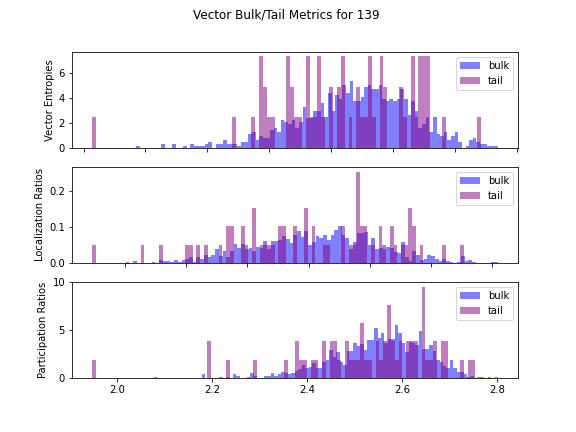 Vector Bulk/Tail Metrics for 139
Vector Entropies
6
4
2
0
bulk
tail
Localization Ratios
0.2
0.1
0.0
bulk
tail
Participation Ratios
10
5
0
bulk
tail
2.0 2.2 2.4 2.6 2.8